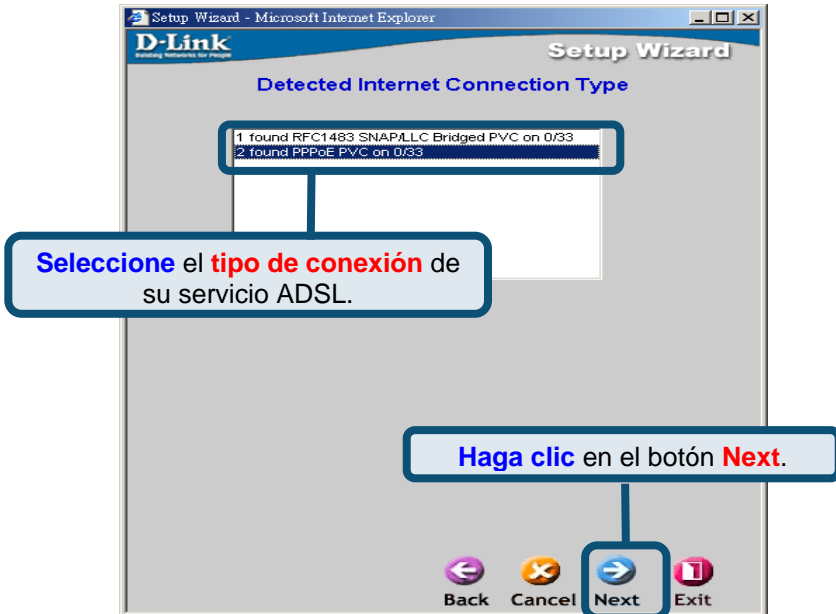 Setup Wizard - Microsoft Internet Explorer
D-Link
Building Networks for People
Setup Wizard
Detected Internet Connection Type
1 found RFC1483 SNAP/LLC Bridged PVC on 0/33
2 found PPPoE PVC on 0/33
Seleccione el tipo de conexión de
su servicio ADSL.
Haga clic en el botón Next.
Back Cancel Next Exit